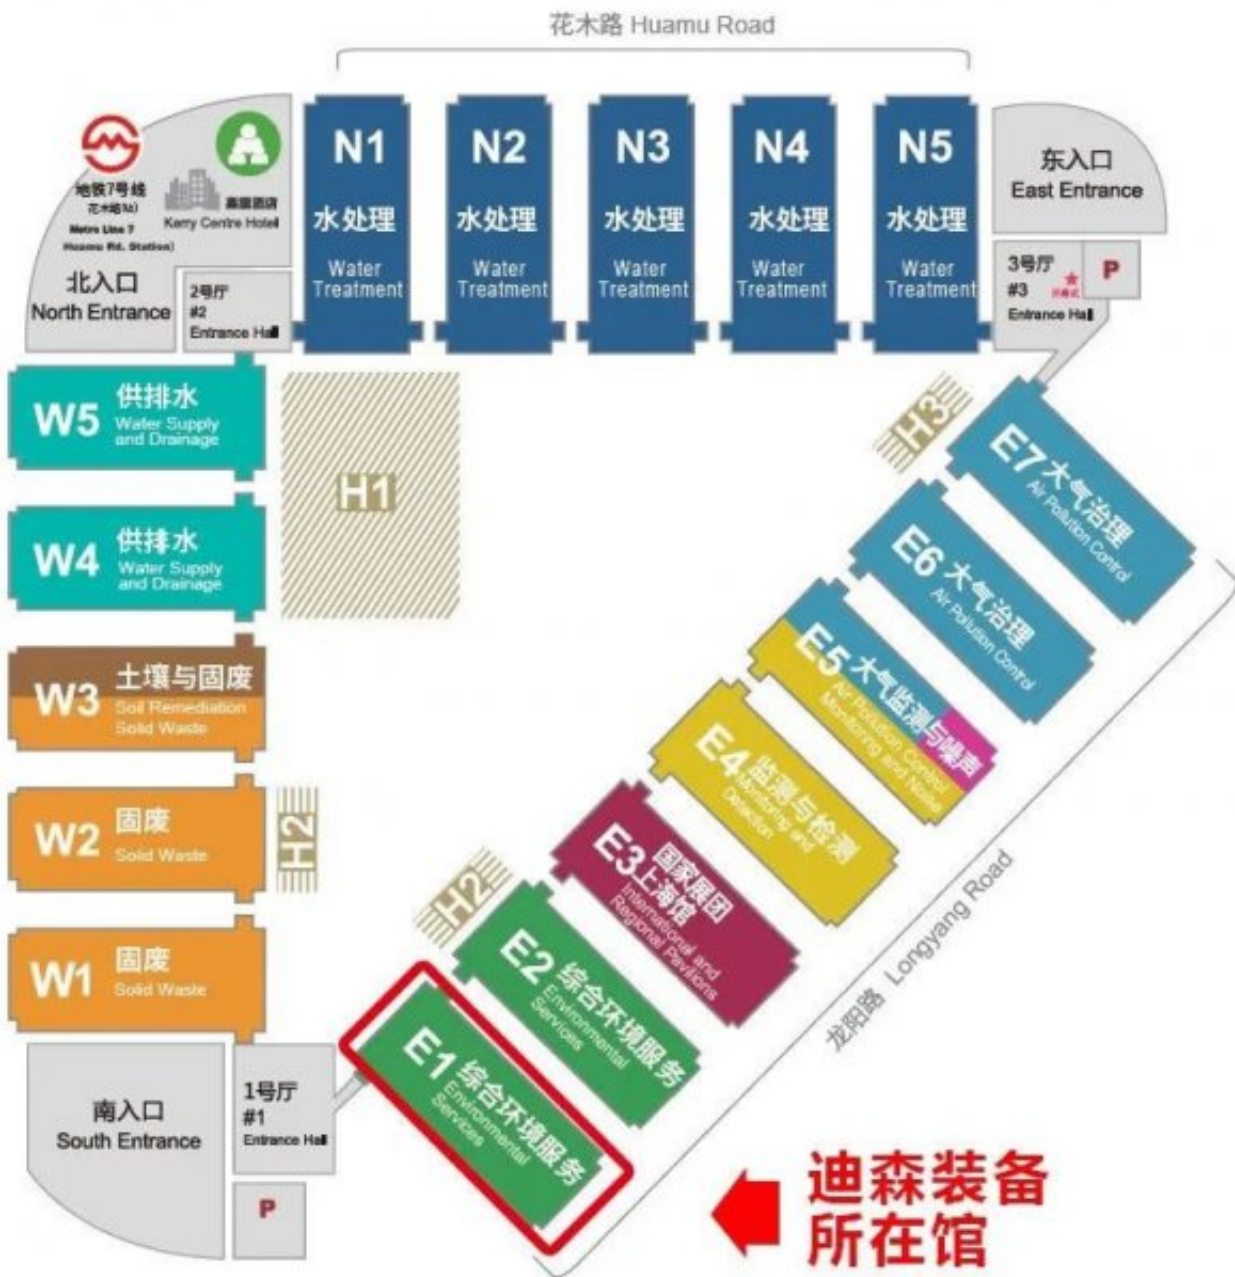 花木路 Huamu Road
地铁7号线
花木路站)
Metro Line 7
Huamu Rd. Station)
嘉里酒店
Kerry Centre Hotel
北入口
North Entrance
2号厅
#2
Entrance Hall
N1
水处理
Water
Treatment
N2
水处理
Water
Treatment
N3
水处理
Water
Treatment
N4
水处理
Water
Treatment
N5
水处理
Water
Treatment
东入口
East Entrance
3号厅
#3
Entrance Hall
P
W5
供排水
Water Supply
and Drainage
W4
供排水
Water Supply
and Drainage
W3
土壤与固废
Soil Remediation
Solid Waste
W2
固废
Solid Waste
W1
固废
Solid Waste
H1
H2
H2
H3
E7 大气治理
Air Pollution Control
E6 大气治理
Air Pollution Control
E5 大气监测与噪声
Air Pollution Control
Monitoring and Noise
E4 监测与检测
Monitoring and
Detection
E3 国家展团
上海馆
International and
Regional Pavilions
E2 综合环境服务
Environmental
Services
E1 综合环境服务
Environmental
Services
龙阳路 Longyang Road
南入口
South Entrance
1号厅
#1
Entrance Hall
P
迪森装备
所在馆